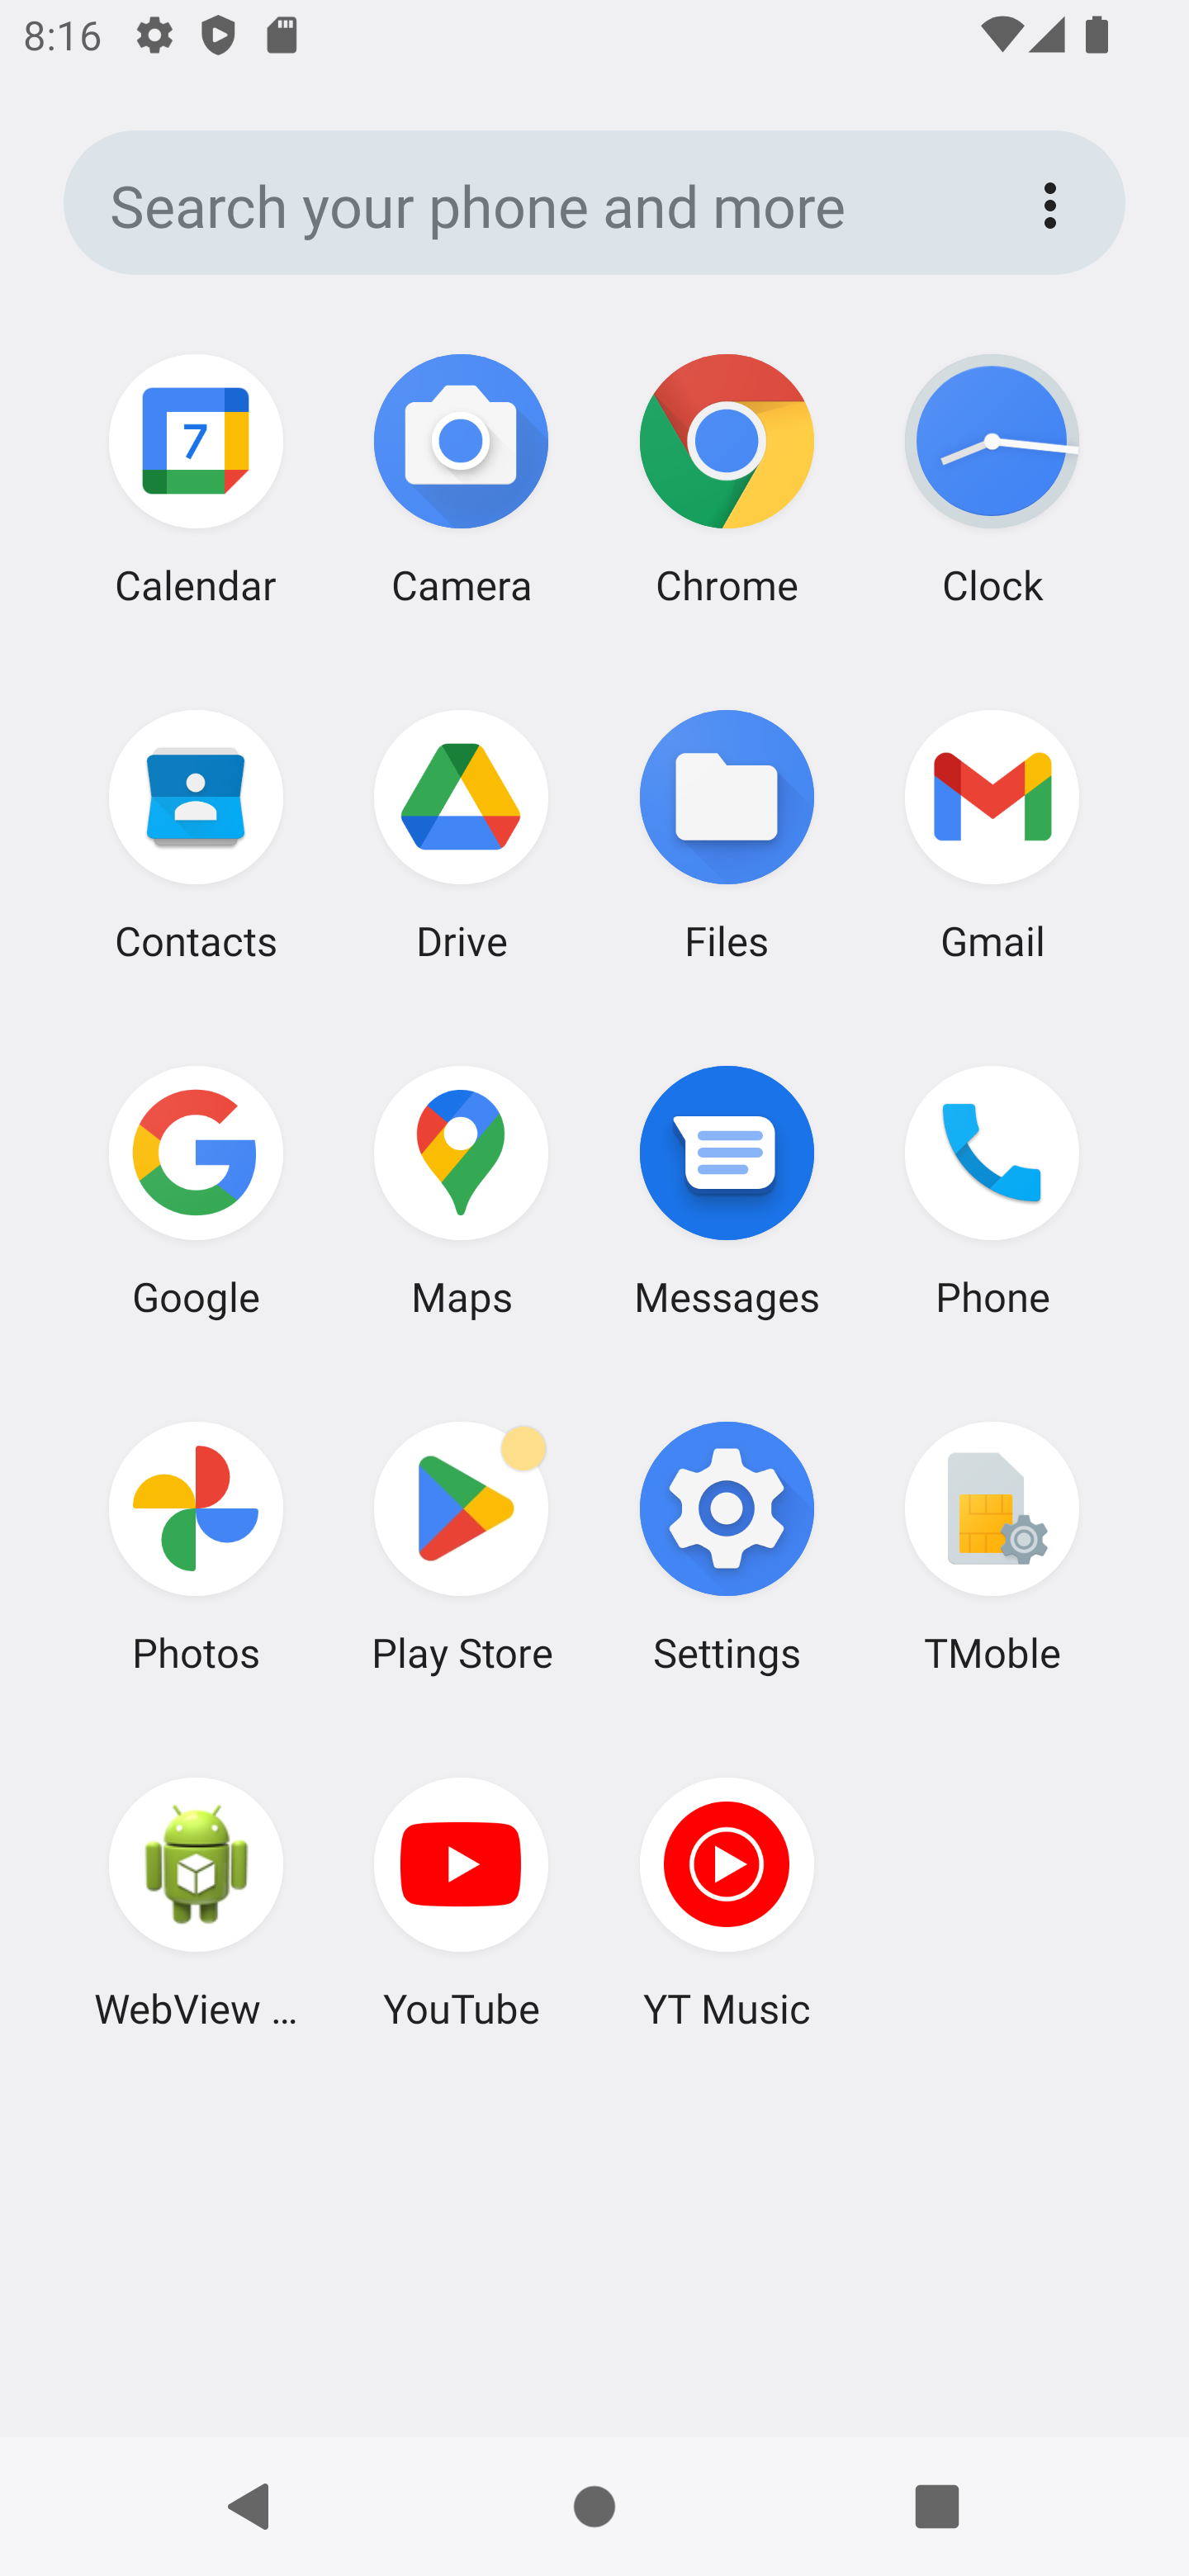 8:16
Search your phone and more
7
Calendar Camera Chrome Clock
Contacts Drive Files Gmail
Google Maps Messages Phone
Photos Play Store Settings TMoble
WebView ... YouTube YT Music